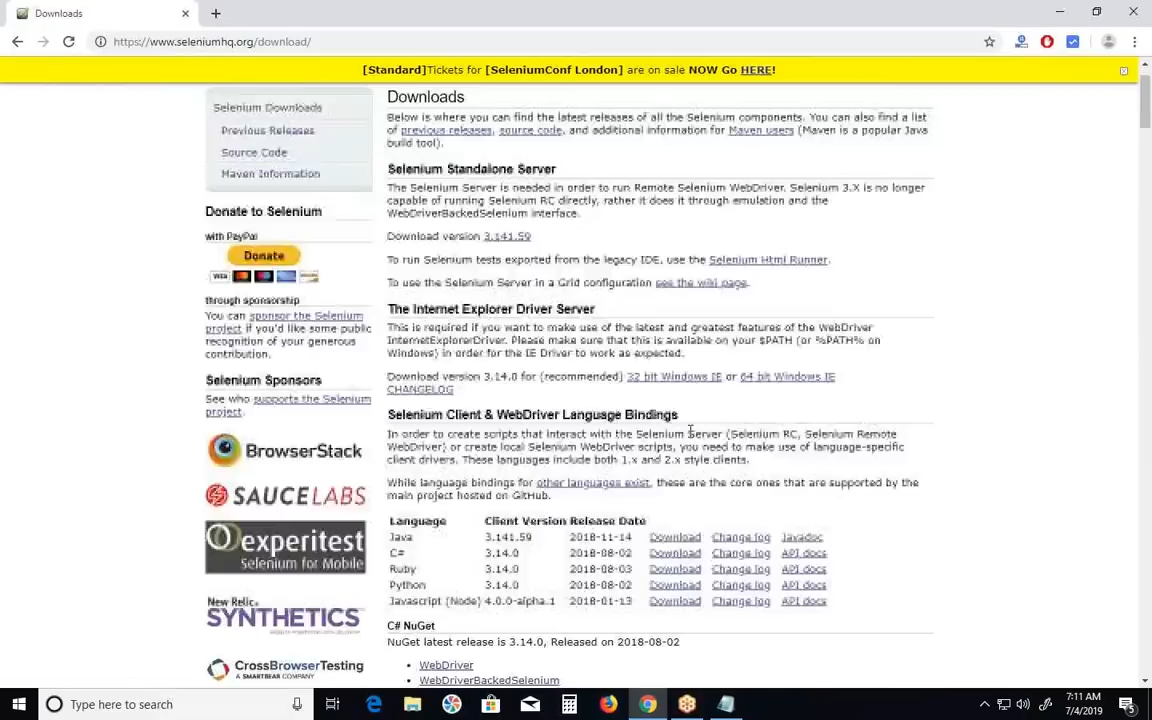 Downloads
https://www.seleniumhq.org/download/
[Standard]Tickets for [SeleniumConf London] are on sale NOW Go HERE!
Selenium Downloads
Previous Releases
Source Code
Maven Information
Donate to Selenium
with PayPal
Donate
VISA
through sponsorship
You can sponsor the Selenium
project if you'd like some public
recognition of your generous
contribution.
Selenium Sponsors
See who supports the Selenium
project.
BrowserStack
SAUCELABS
experitest
Selenium for Mobile
New Relic.
SYNTHETICS
CrossBrowserTesting
A SMARTBEAR COMPANY
Downloads
Below is where you can find the latest releases of all the Selenium components. You can also find a list
of previous releases, source code, and additional information for Maven users (Maven is a popular Java
build tool).
Selenium Standalone Server
The Selenium Server is needed in order to run Remote Selenium WebDriver. Selenium 3.X is no longer
capable of running Selenium RC directly, rather it does it through emulation and the
WebDriverBackedSelenium interface.
Download version 3.141.59
To run Selenium tests exported from the legacy IDE, use the Selenium Html Runner.
To use the Selenium Server in a Grid configuration see the wiki page.
The Internet Explorer Driver Server
This is required if you want to make use of the latest and greatest features of the WebDriver
InternetExplorerDriver. Please make sure that this is available on your $PATH (or %PATH% on
Windows) in order for the IE Driver to work as expected.
Download version 3.14.0 for (recommended) 32 bit Windows IE or 64 bit Windows IE
CHANGELOG
Selenium Client & WebDriver Language Bindings
In order to create scripts that interact with the Selenium Server (Selenium RC, Selenium Remote
WebDriver) or create local Selenium WebDriver scripts, you need to make use of language-specific
client drivers. These languages include both 1.x and 2.x style clients.
While language bindings for other languages exist, these are the core ones that are supported by the
main project hosted on GitHub.
Language Client Version Release Date
Java 3.141.59 2018-11-14 Download Change log Javadoc
C# 3.14.0 2018-08-02 Download Change log API docs
Ruby 3.14.0 2018-08-03 Download Change log API docs
Python 3.14.0 2018-08-02 Download Change log API docs
Javascript (Node) 4.0.0-alpha.1 2018-01-13 Download Change log API docs
C# NuGet
NuGet latest release is 3.14.0, Released on 2018-08-02
WebDriver
WebDriverBackedSelenium
Type here to search
7:11 AM
7/4/2019
5